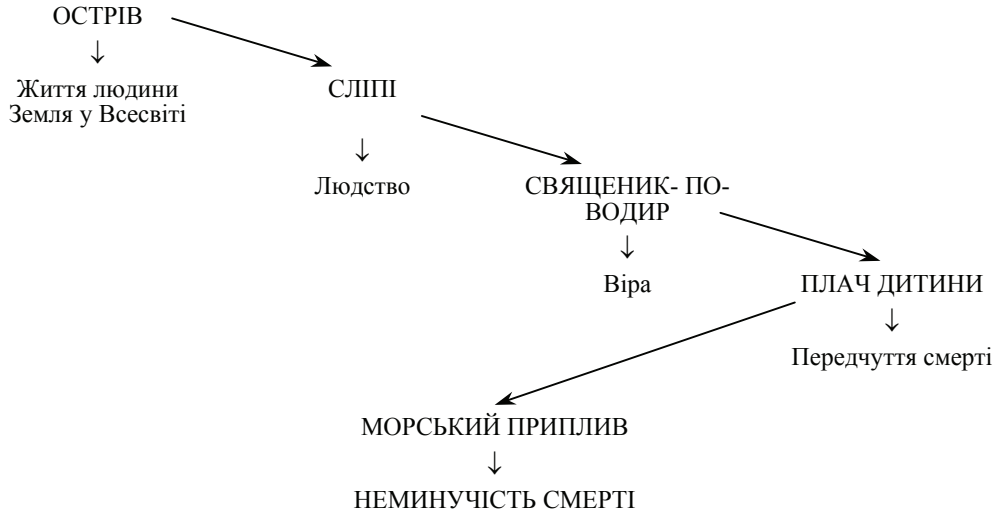 ОСТРІВ
Життя людини
Земля у Всесвіті
СЛІПІ
Людство
СВЯЩЕНИК- ПО-
ВОДИР
Віра
ПЛАЧ ДИТИНИ
Передчуття смерті
МОРСЬКИЙ ПРИПЛИВ
НЕМИНУЧІСТЬ СМЕРТІ